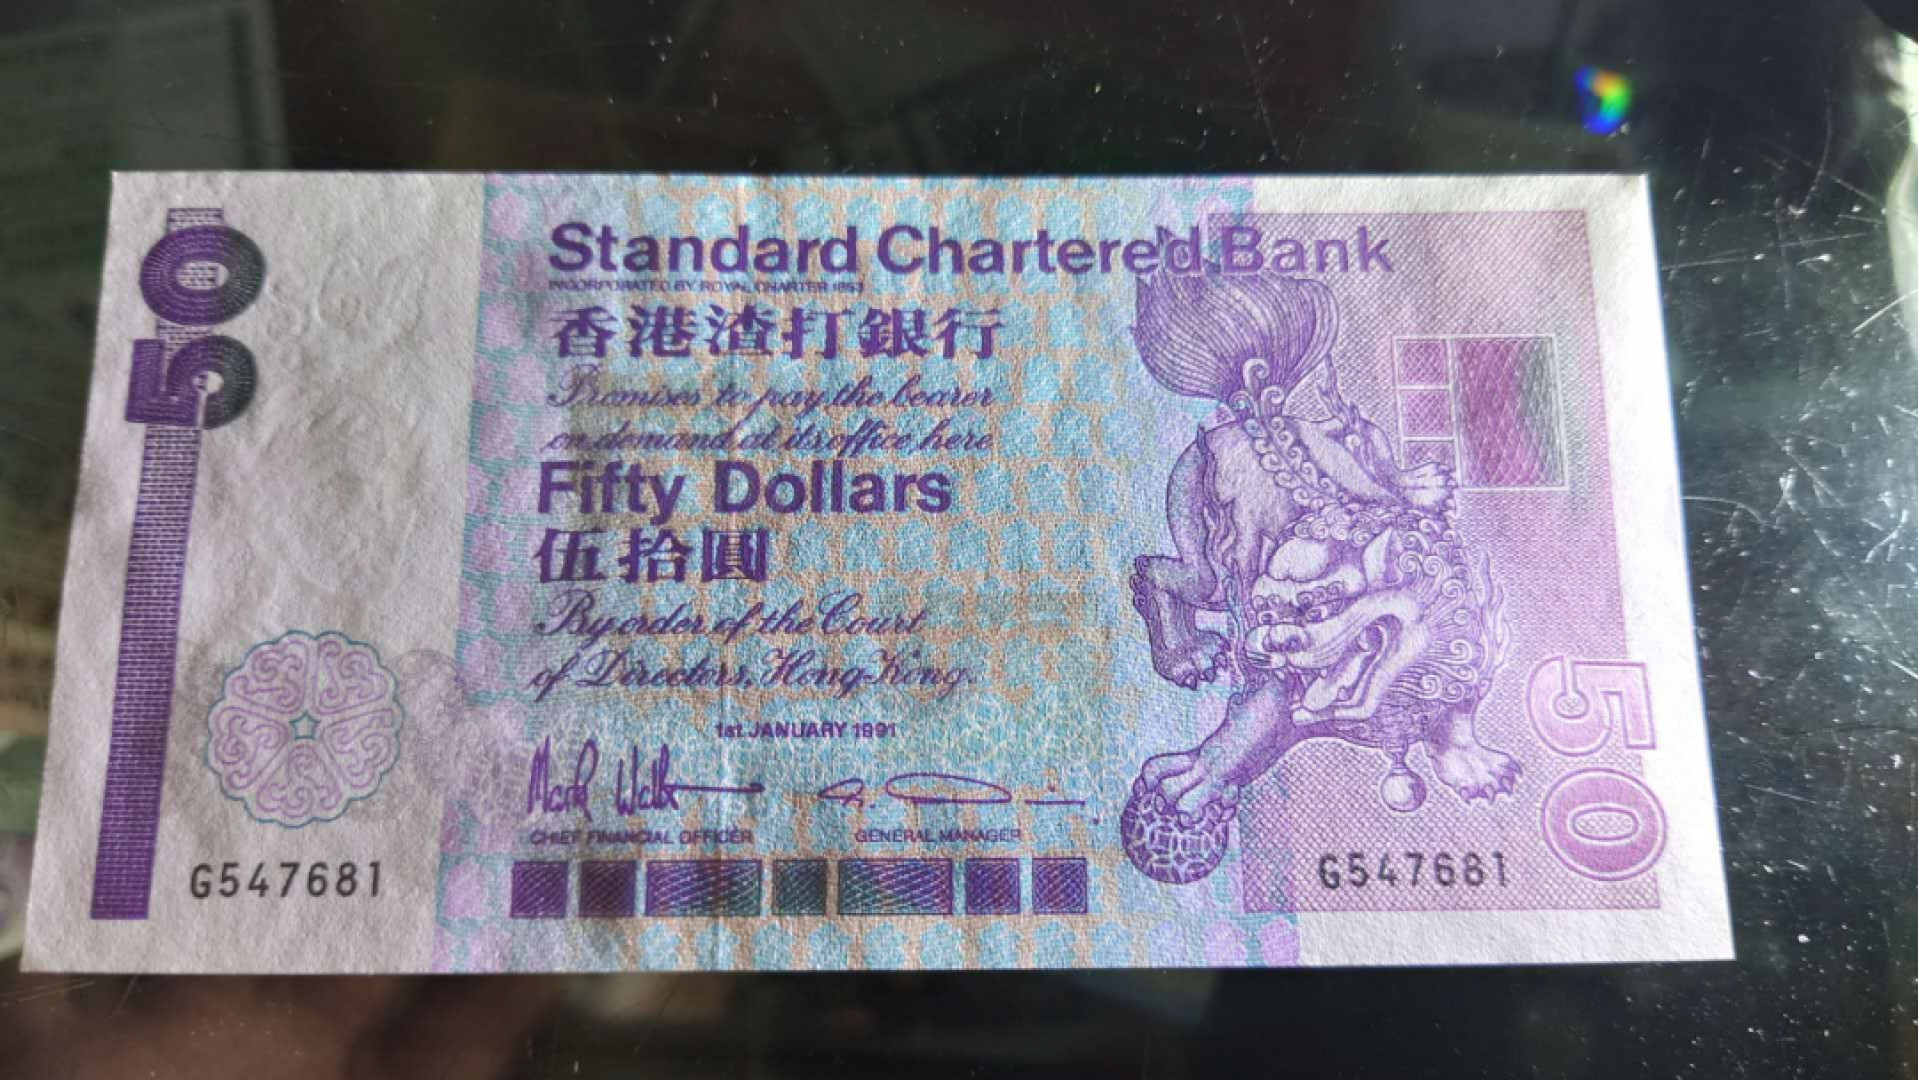 50
Standard Chartered Bank
INCORPORATED BY ROYAL CHARTER 1853
香港渣打銀行
Promises to pay the bearer
on demand at its office here
Fifty Dollars
伍拾圓
By order of the Court
of Directors, Hong Kong.
1st JANUARY 1991
CHIEF FINANCIAL OFFICER
GENERAL MANAGER
G547681
G547681
50